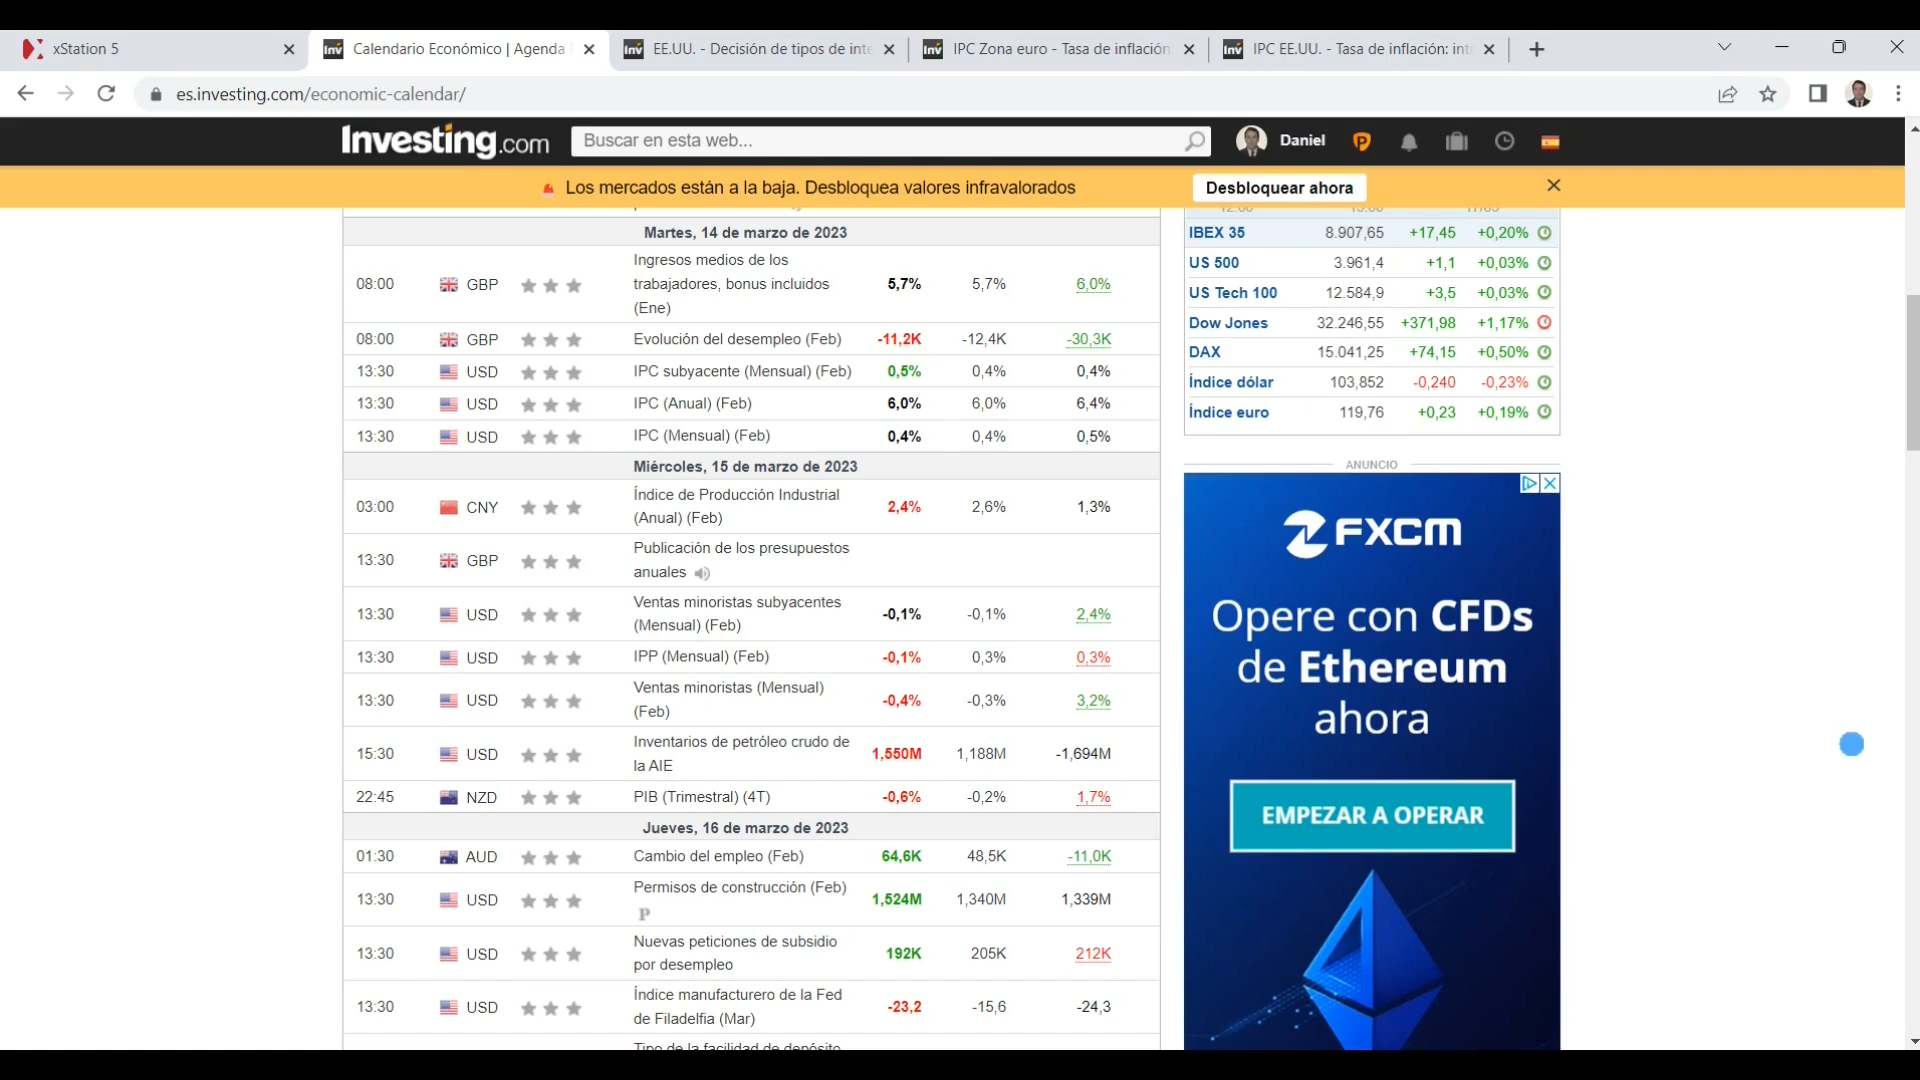 xStation 5
Calendario Económico | Agenda
EE.UU. - Decisión de tipos de inte
IPC Zona euro - Tasa de inflación
IPC EE.UU. - Tasa de inflación: int
es.investing.com/economic-calendar/
Investing.com
Buscar en esta web...
Daniel
Los mercados están a la baja. Desbloquea valores infravalorados
Desbloquear ahora
Martes, 14 de marzo de 2023
08:00 GBP Ingresos medios de los trabajadores, bonus incluidos (Ene) 5,7% 5,7% 6,0%
08:00 GBP Evolución del desempleo (Feb) -11,2K -12,4K -30,3K
13:30 USD IPC subyacente (Mensual) (Feb) 0,5% 0,4% 0,4%
13:30 USD IPC (Anual) (Feb) 6,0% 6,0% 6,4%
13:30 USD IPC (Mensual) (Feb) 0,4% 0,4% 0,5%
Miércoles, 15 de marzo de 2023
03:00 CNY Índice de Producción Industrial (Anual) (Feb) 2,4% 2,6% 1,3%
13:30 GBP Publicación de los presupuestos anuales
13:30 USD Ventas minoristas subyacentes (Mensual) (Feb) -0,1% -0,1% 2,4%
13:30 USD IPP (Mensual) (Feb) -0,1% 0,3% 0,3%
13:30 USD Ventas minoristas (Mensual) (Feb) -0,4% -0,3% 3,2%
15:30 USD Inventarios de petróleo crudo de la AIE 1,550M 1,188M -1,694M
22:45 NZD PIB (Trimestral) (4T) -0,6% -0,2% 1,7%
Jueves, 16 de marzo de 2023
01:30 AUD Cambio del empleo (Feb) 64,6K 48,5K -11,0K
13:30 USD Permisos de construcción (Feb) P 1,524M 1,340M 1,339M
13:30 USD Nuevas peticiones de subsidio por desempleo 192K 205K 212K
13:30 USD Índice manufacturero de la Fed de Filadelfia (Mar) -23,2 -15,6 -24,3
Tipo de la facilidad de depósito
IBEX 35 8.907,65 +17,45 +0,20%
US 500 3.961,4 +1,1 +0,03%
US Tech 100 12.584,9 +3,5 +0,03%
Dow Jones 32.246,55 +371,98 +1,17%
DAX 15.041,25 +74,15 +0,50%
Índice dólar 103,852 -0,240 -0,23%
Índice euro 119,76 +0,23 +0,19%
ANUNCIO
FXCM
Opere con CFDs
de Ethereum
ahora
EMPEZAR A OPERAR